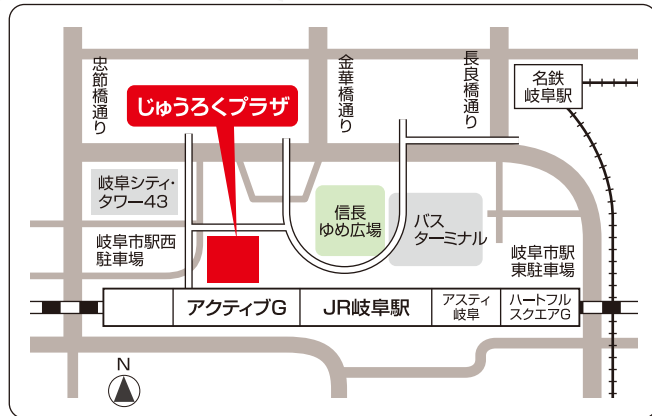 忠節橋通り
金華橋通り
長良橋通り
名鉄
岐阜駅
じゅうろくプラザ
岐阜シティ・
タワー43
信長
ゆめ広場
バス
ターミナル
岐阜市駅西
駐車場
岐阜市駅
東駐車場
アクティブG
JR岐阜駅
アスティ
岐阜
ハートフル
スクエアG
N